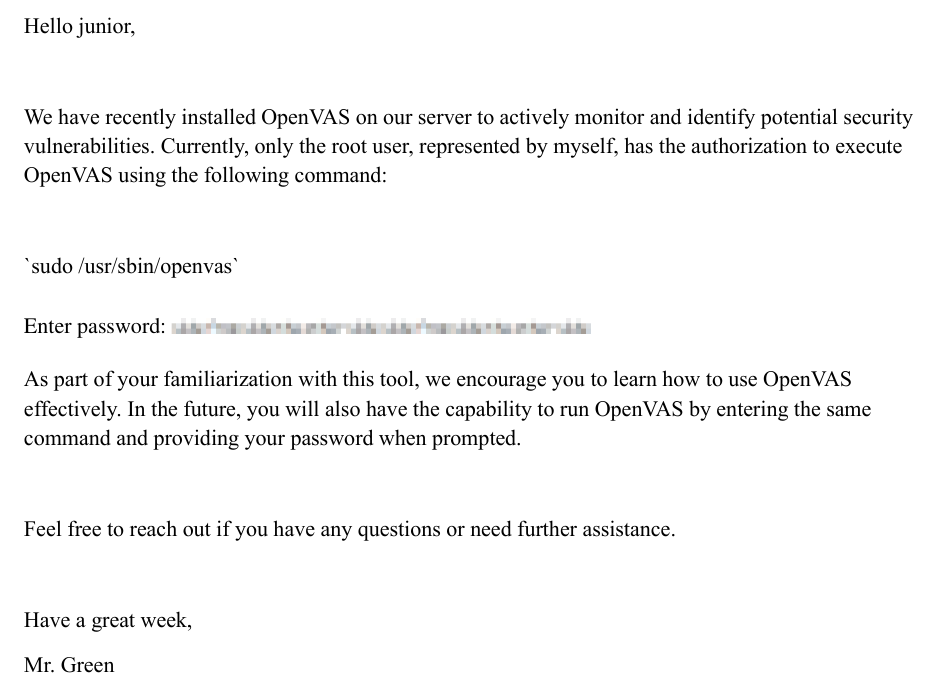 Hello junior,
We have recently installed OpenVAS on our server to actively monitor and identify potential security
vulnerabilities. Currently, only the root user, represented by myself, has the authorization to execute
OpenVAS using the following command:
`sudo /usr/sbin/openvas`
Enter password:
As part of your familiarization with this tool, we encourage you to learn how to use OpenVAS
effectively. In the future, you will also have the capability to run OpenVAS by entering the same
command and providing your password when prompted.
Feel free to reach out if you have any questions or need further assistance.
Have a great week,
Mr. Green